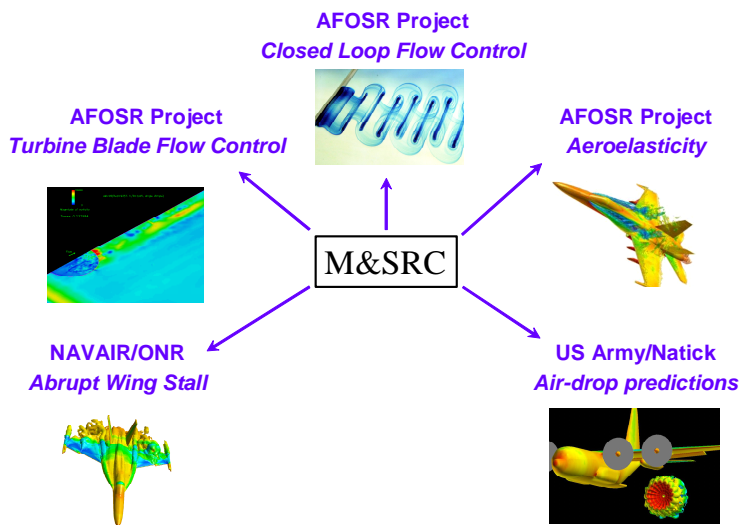 AFOSR Project
Closed Loop Flow Control
AFOSR Project
Turbine Blade Flow Control
AFOSR Project
Aeroelasticity
M&SRC
NAVAIR/ONR
Abrupt Wing Stall
US Army/Natick
Air-drop predictions